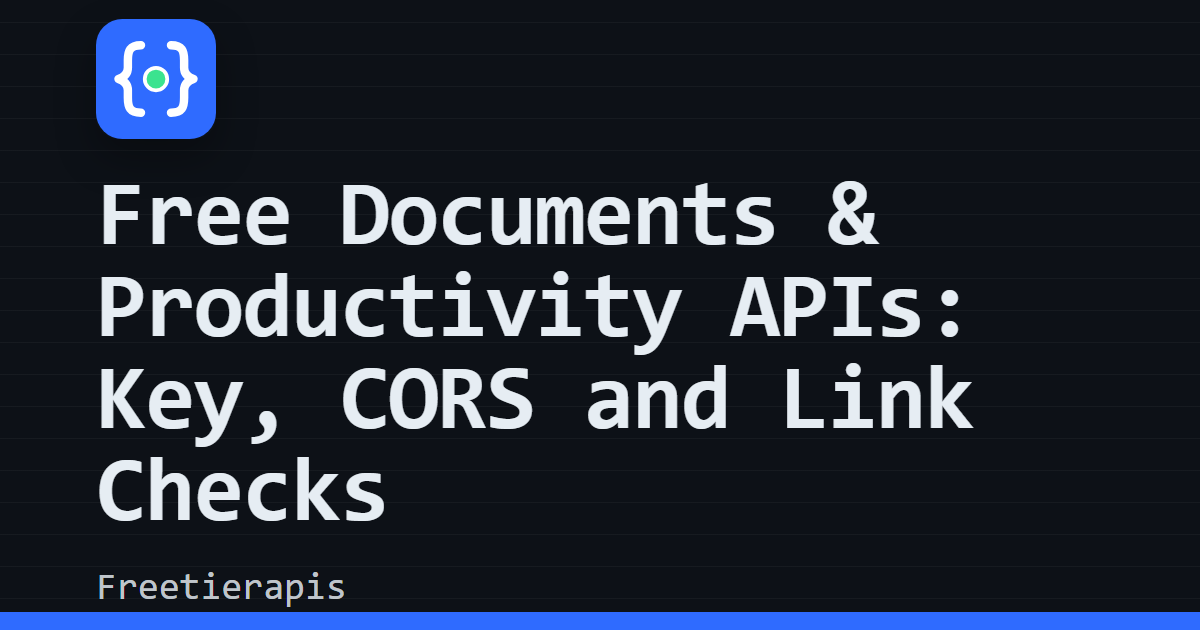 Free Documents &
Productivity APIs:
Key, CORS and Link
Checks
Freetierapis